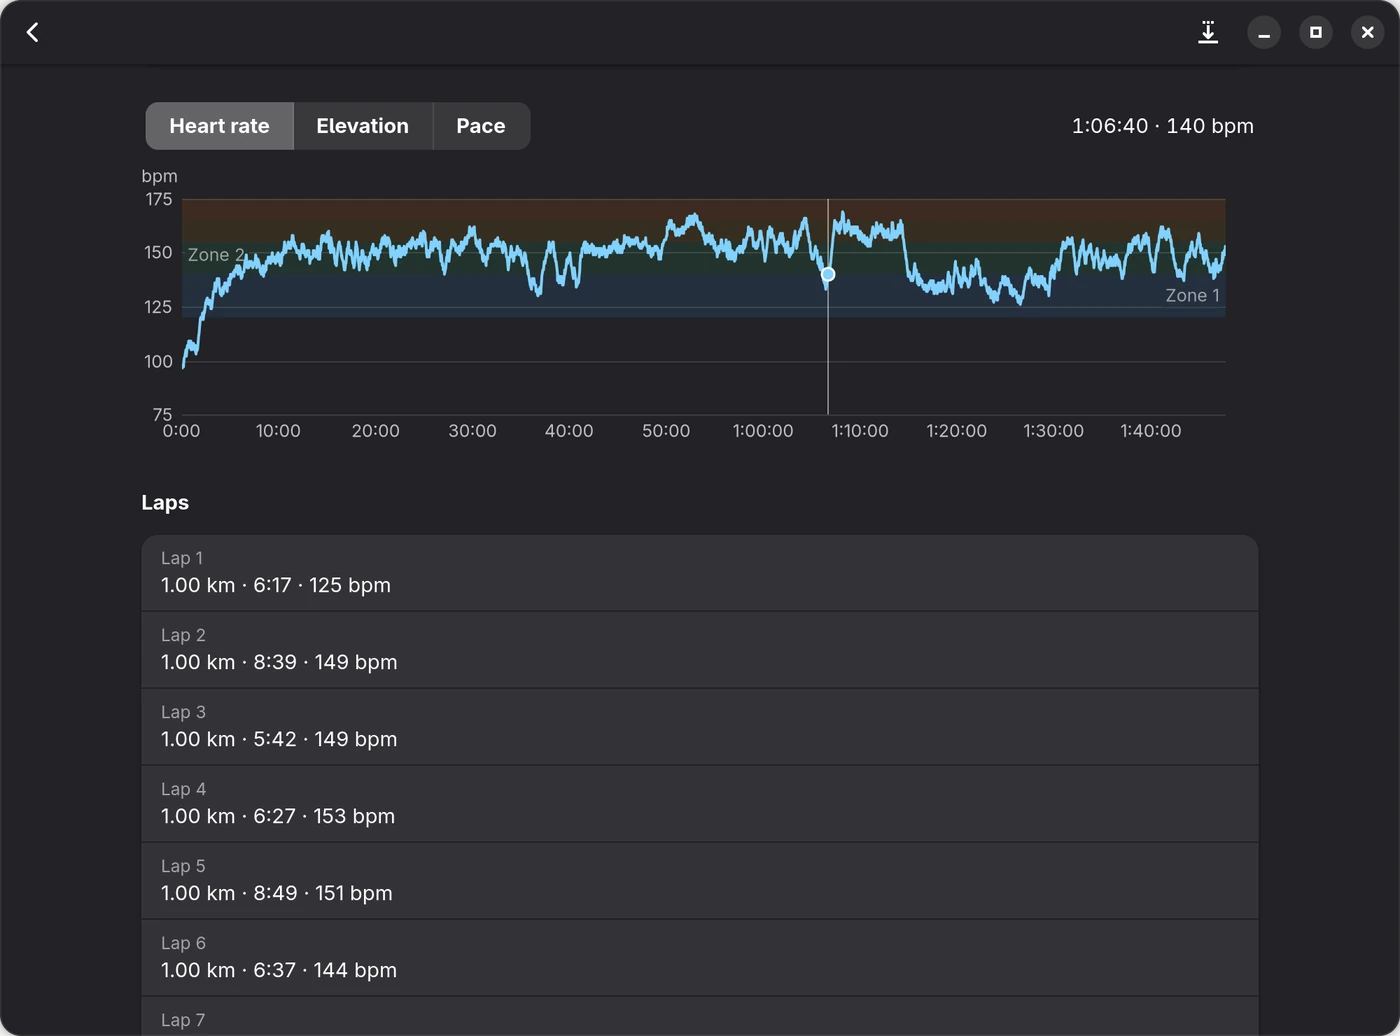 Heart rate Elevation Pace 1:06:40 · 140 bpm
bpm
175
150
Zone 2
125
Zone 1
100
75
0:00 10:00 20:00 30:00 40:00 50:00 1:00:00 1:10:00 1:20:00 1:30:00 1:40:00
Laps
Lap 1
1.00 km · 6:17 · 125 bpm
Lap 2
1.00 km · 8:39 · 149 bpm
Lap 3
1.00 km · 5:42 · 149 bpm
Lap 4
1.00 km · 6:27 · 153 bpm
Lap 5
1.00 km · 8:49 · 151 bpm
Lap 6
1.00 km · 6:37 · 144 bpm
Lap 7